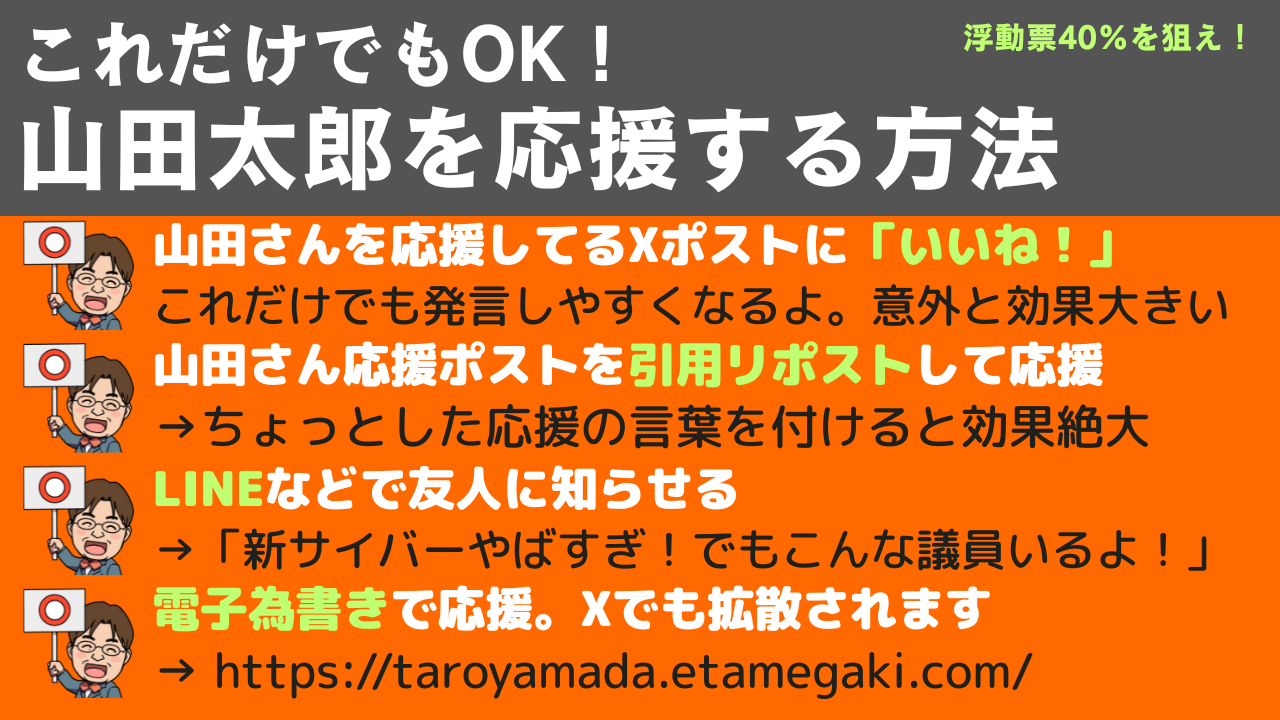 これだけでもOK！
浮動票40%を狙え！
山田太郎を応援する方法
山田さんを応援してるXポストに「いいね！」
これだけでも発言しやすくなるよ。意外と効果大きい
山田さん応援ポストを引用リポストして応援
→ちょっとした応援の言葉を付けると効果絶大
LINEなどで友人に知らせる
→「新サイバーやばすぎ！でもこんな議員いるよ！」
電子為書きで応援。Xでも拡散されます
→ https://taroyamada.etamegaki.com/